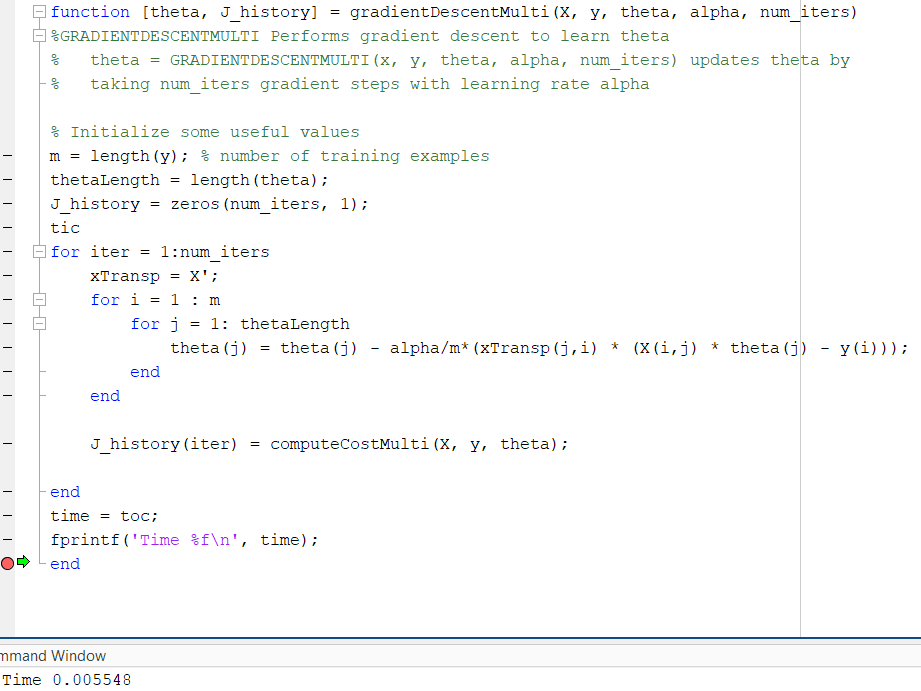 function [theta, J_history] = gradientDescentMulti(X, y, theta, alpha, num_iters)
%GRADIENTDESCENTMULTI Performs gradient descent to learn theta
%   theta = GRADIENTDESCENTMULTI(x, y, theta, alpha, num_iters) updates theta by
%   taking num_iters gradient steps with learning rate alpha
% Initialize some useful values
m = length(y); % number of training examples
thetaLength = length(theta);
J_history = zeros(num_iters, 1);
tic
for iter = 1:num_iters
    xTransp = X';
    for i = 1 : m
        for j = 1: thetaLength
            theta(j) = theta(j) - alpha/m*(xTransp(j,i) * (X(i,j) * theta(j) - y(i)));
        end
    end
    J_history(iter) = computeCostMulti(X, y, theta);
end
time = toc;
fprintf('Time %f\n', time);
end
mmand Window
Time 0.005548